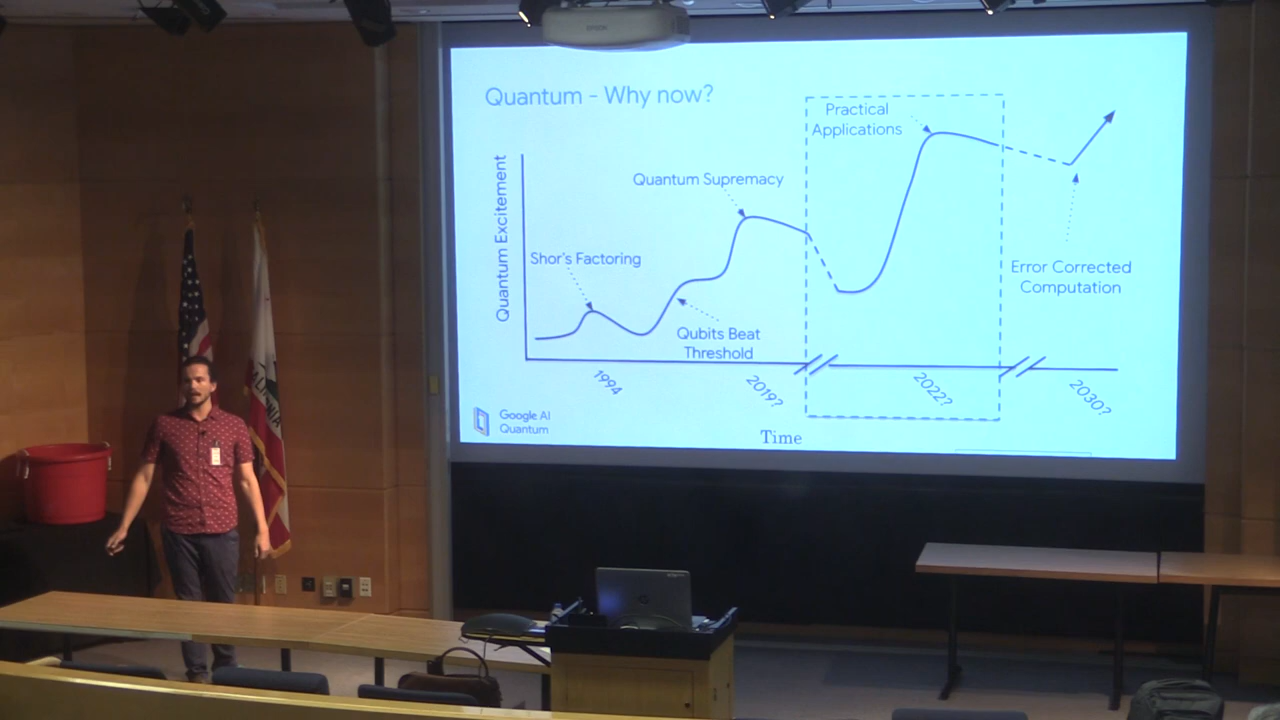 EPSON
Quantum - Why now?
Practical
Applications
Quantum Supremacy
Quantum Excitement
Shor's Factoring
Error Corrected
Computation
Qubits Beat
Threshold
1994
2019?
2022?
2030?
Google AI
Quantum
Time